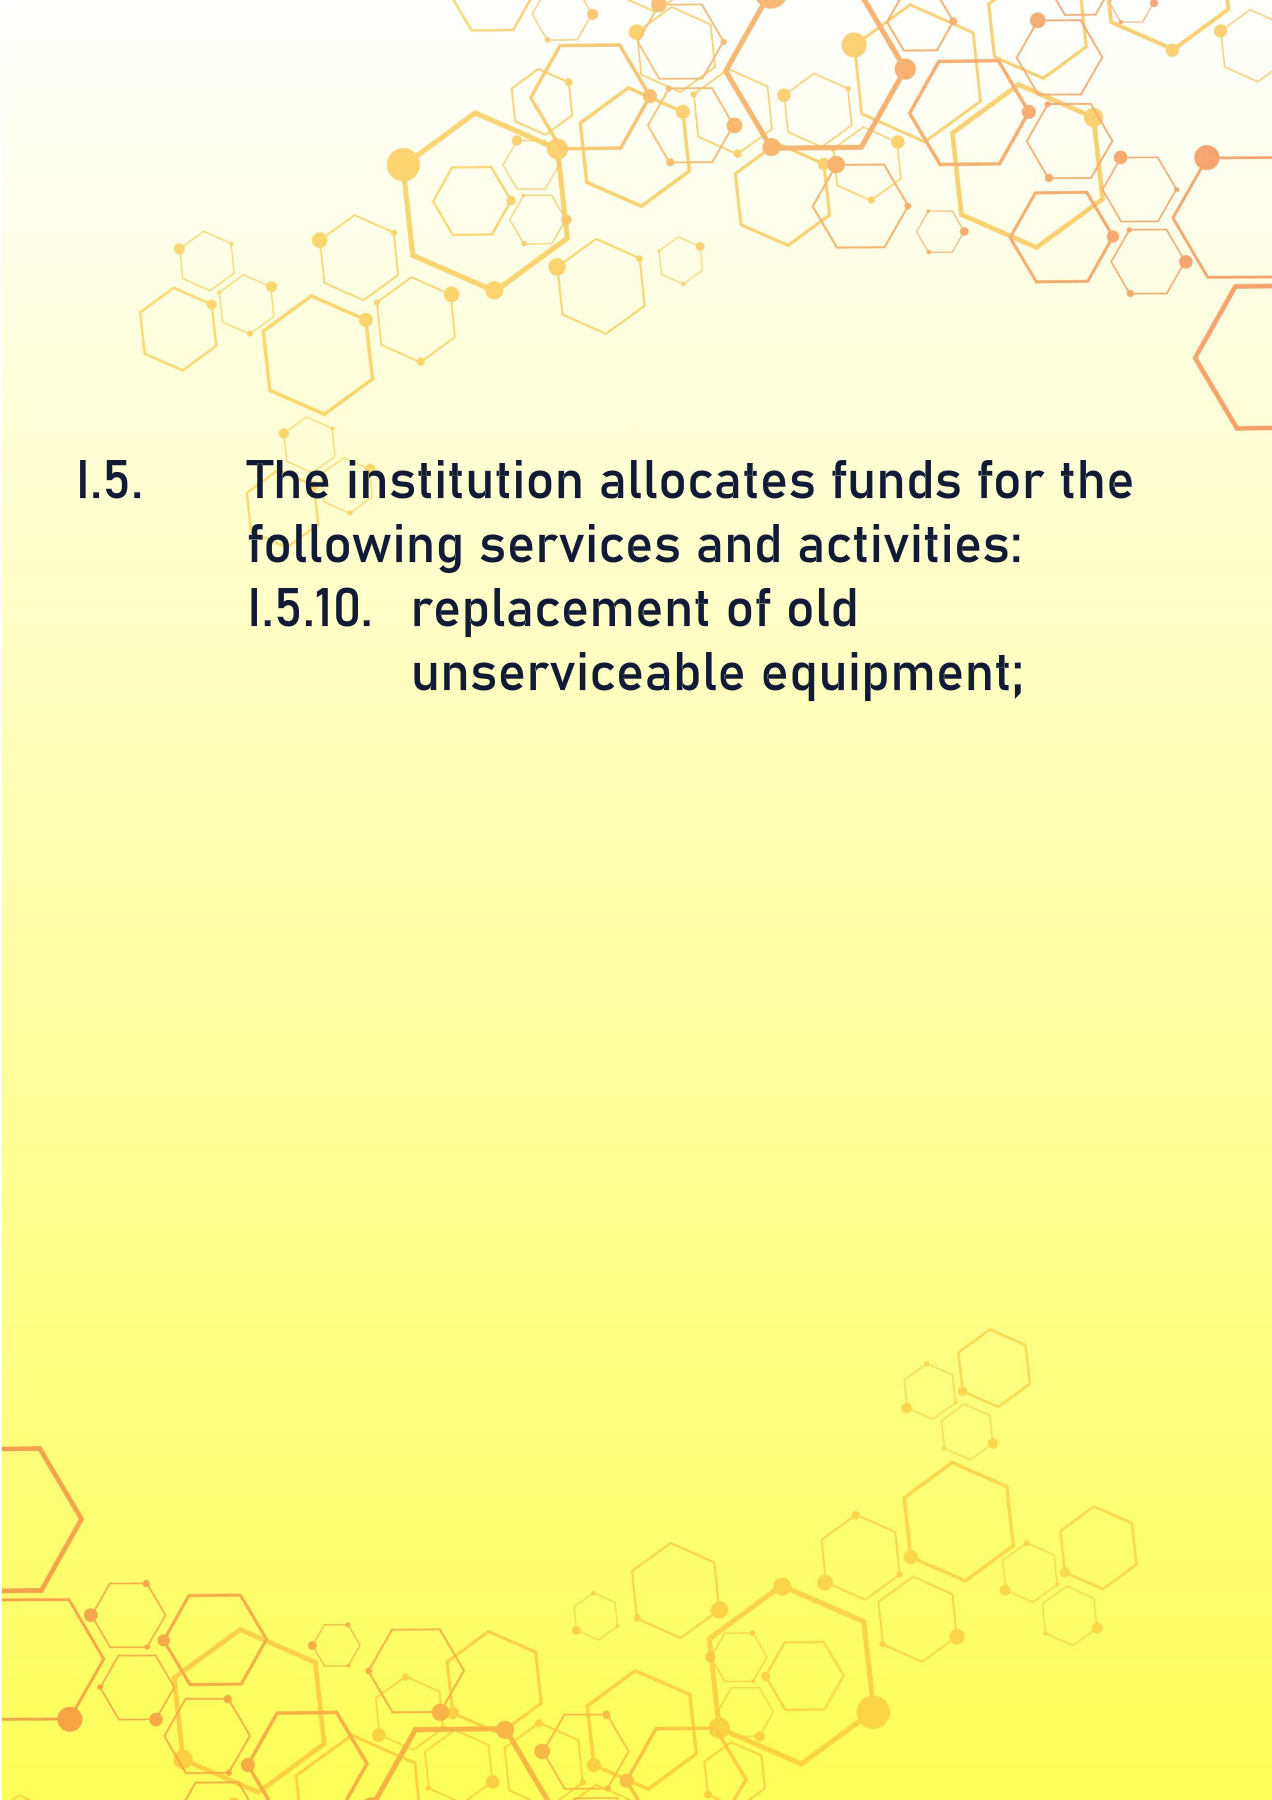 I.5. The institution allocates funds for the
following services and activities:
I.5.10. replacement of old
unserviceable equipment;